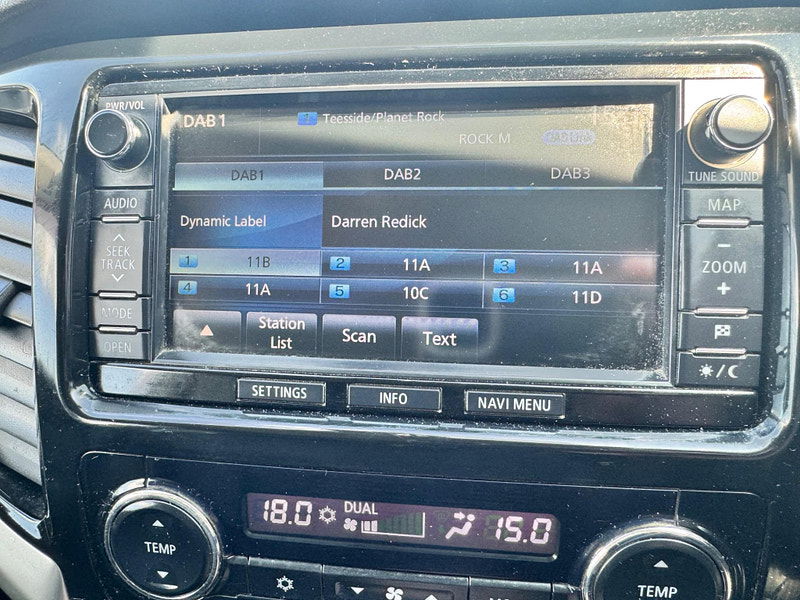 PWR/VOL
DAB1
1 Teesside/Planet Rock
ROCK M DAB Link
TUNE SOUND
DAB1 DAB2 DAB3
AUDIO
MAP
Dynamic Label Darren Redick
SEEK
TRACK
ZOOM
1 11B 2 11A 3 11A
4 11A 5 10C 6 11D
MODE
OPEN
Station
List
Scan
Text
SETTINGS INFO NAVI MENU
18.0 DUAL 15.0
TEMP
TEMP